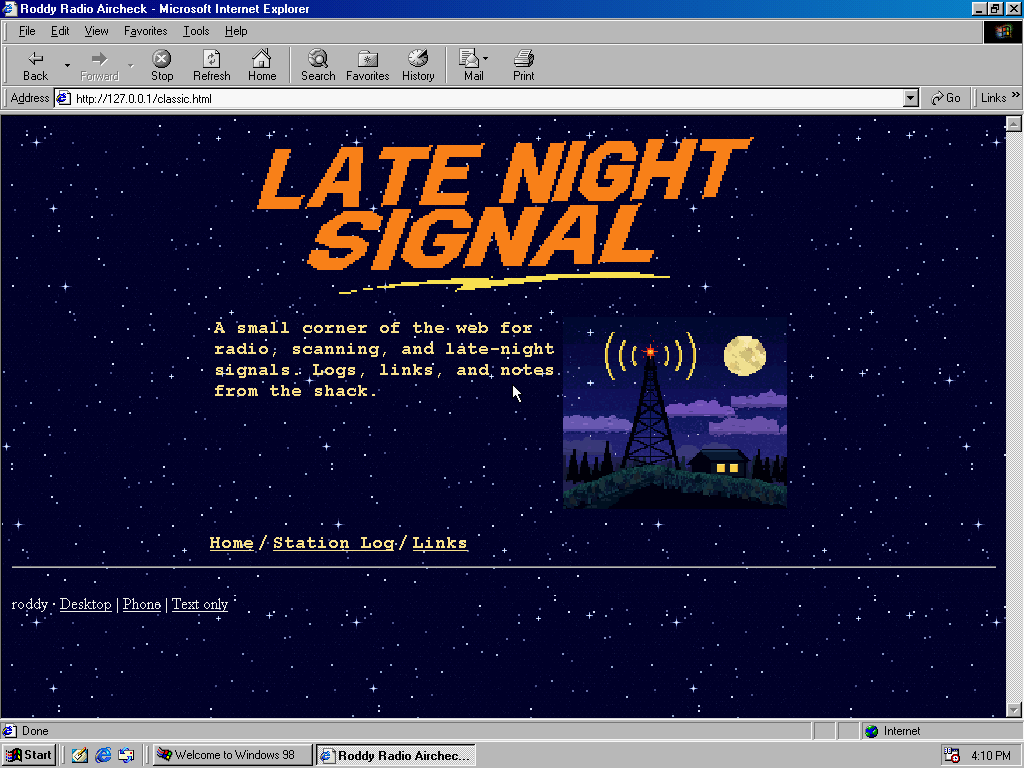 Roddy Radio Aircheck - Microsoft Internet Explorer
File Edit View Favorites Tools Help
Back Forward Stop Refresh Home Search Favorites History Mail Print
Address http://127.0.0.1/classic.html Go Links »
LATE NIGHT
SIGNAL
A small corner of the web for
radio, scanning, and late-night
signals. Logs, links, and notes
from the shack.
Home / Station Log / Links
roddy · Desktop | Phone | Text only
Done Internet
Start Welcome to Windows 98 Roddy Radio Airchec... 4:10 PM